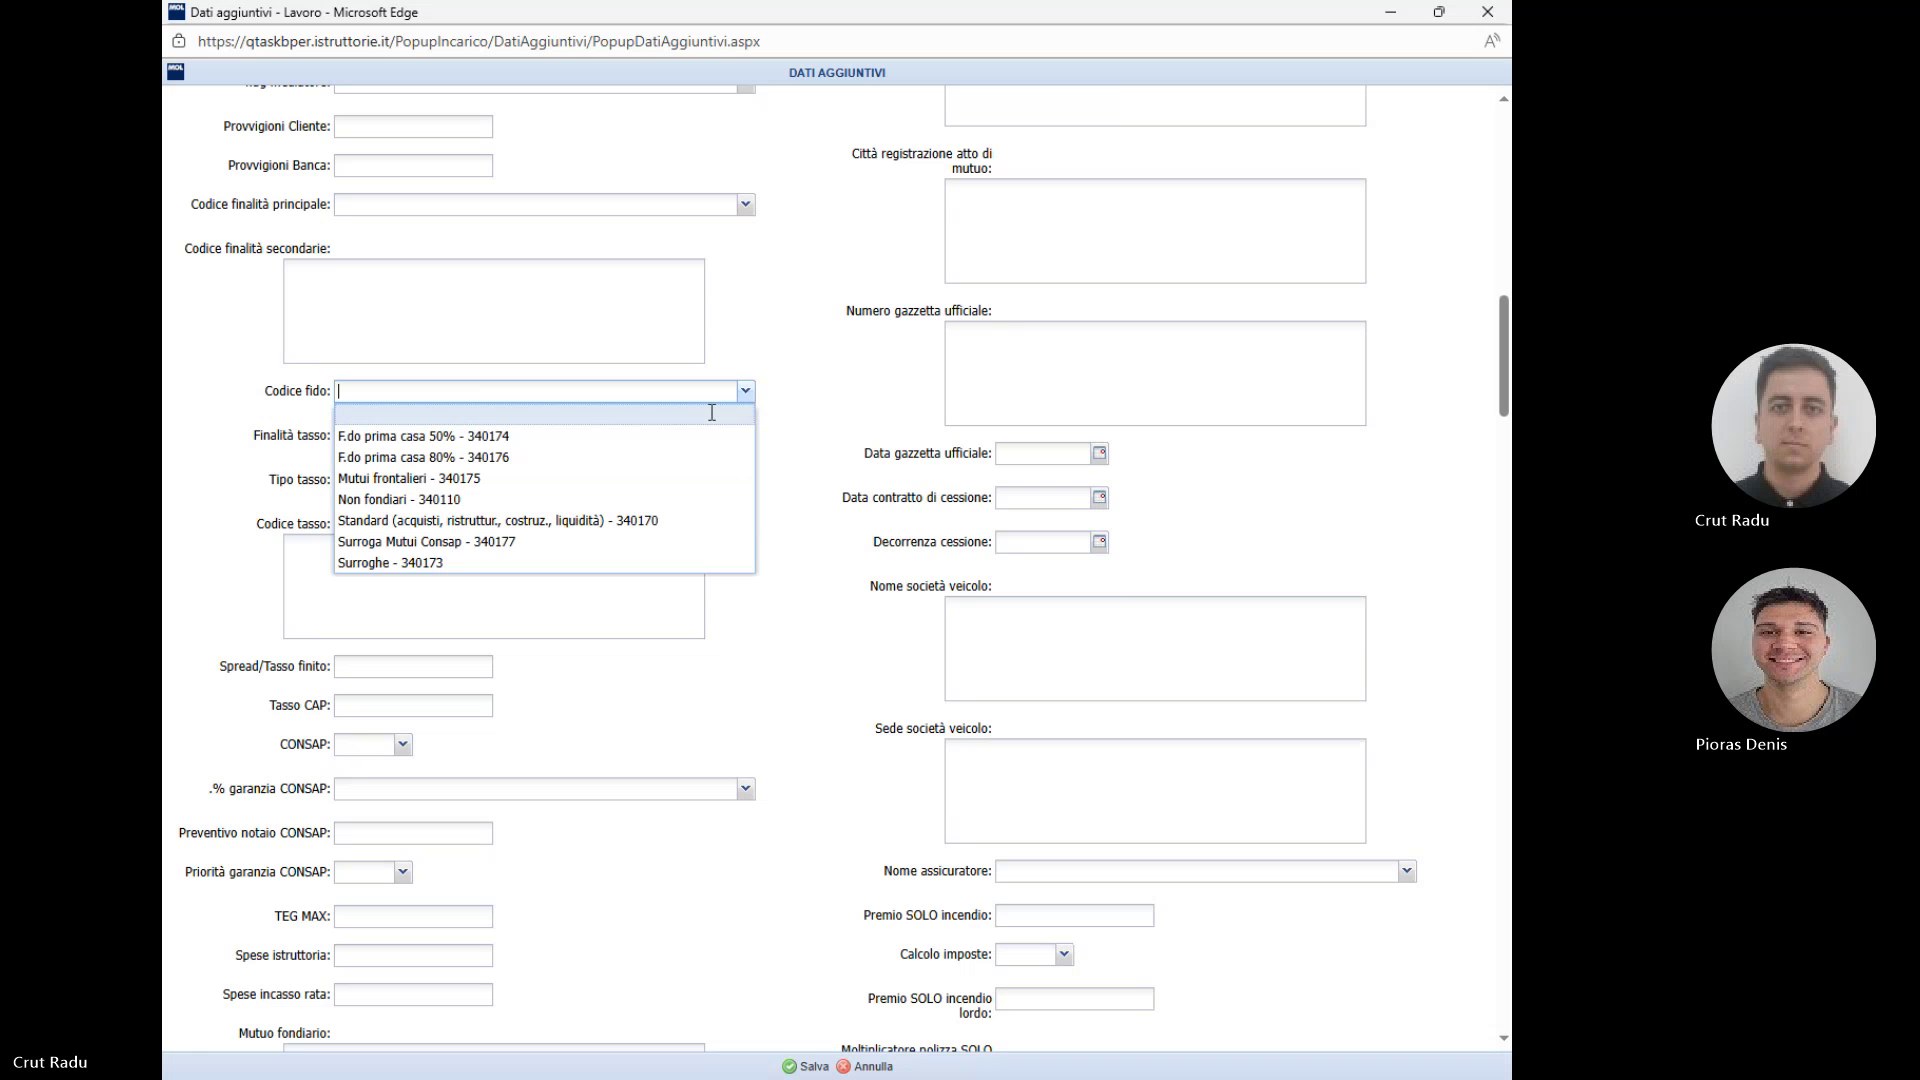 MOL Dati aggiuntivi - Lavoro - Microsoft Edge
https://qtaskbper.istruttorie.it/PopupIncarico/DatiAggiuntivi/PopupDatiAggiuntivi.aspx
MOL
DATI AGGIUNTIVI
Provvigioni Cliente:
Provvigioni Banca:
Codice finalità principale:
Codice finalità secondarie:
Codice fido:
F.do prima casa 50% - 340174
F.do prima casa 80% - 340176
Mutui frontalieri - 340175
Non fondiari - 340110
Standard (acquisti, ristruttur., costruz., liquidità) - 340170
Surroga Mutui Consap - 340177
Surroghe - 340173
Finalità tasso:
Tipo tasso:
Codice tasso:
Spread/Tasso finito:
Tasso CAP:
CONSAP:
.% garanzia CONSAP:
Preventivo notaio CONSAP:
Priorità garanzia CONSAP:
TEG MAX:
Spese istruttoria:
Spese incasso rata:
Mutuo fondiario:
Città registrazione atto di
mutuo:
Numero gazzetta ufficiale:
Data gazzetta ufficiale:
Data contratto di cessione:
Decorrenza cessione:
Nome società veicolo:
Sede società veicolo:
Nome assicuratore:
Premio SOLO incendio:
Calcolo imposte:
Premio SOLO incendio
lordo:
Moltiplicatore polizza SOLO
Salva Annulla
Crut Radu
Pioras Denis
Crut Radu